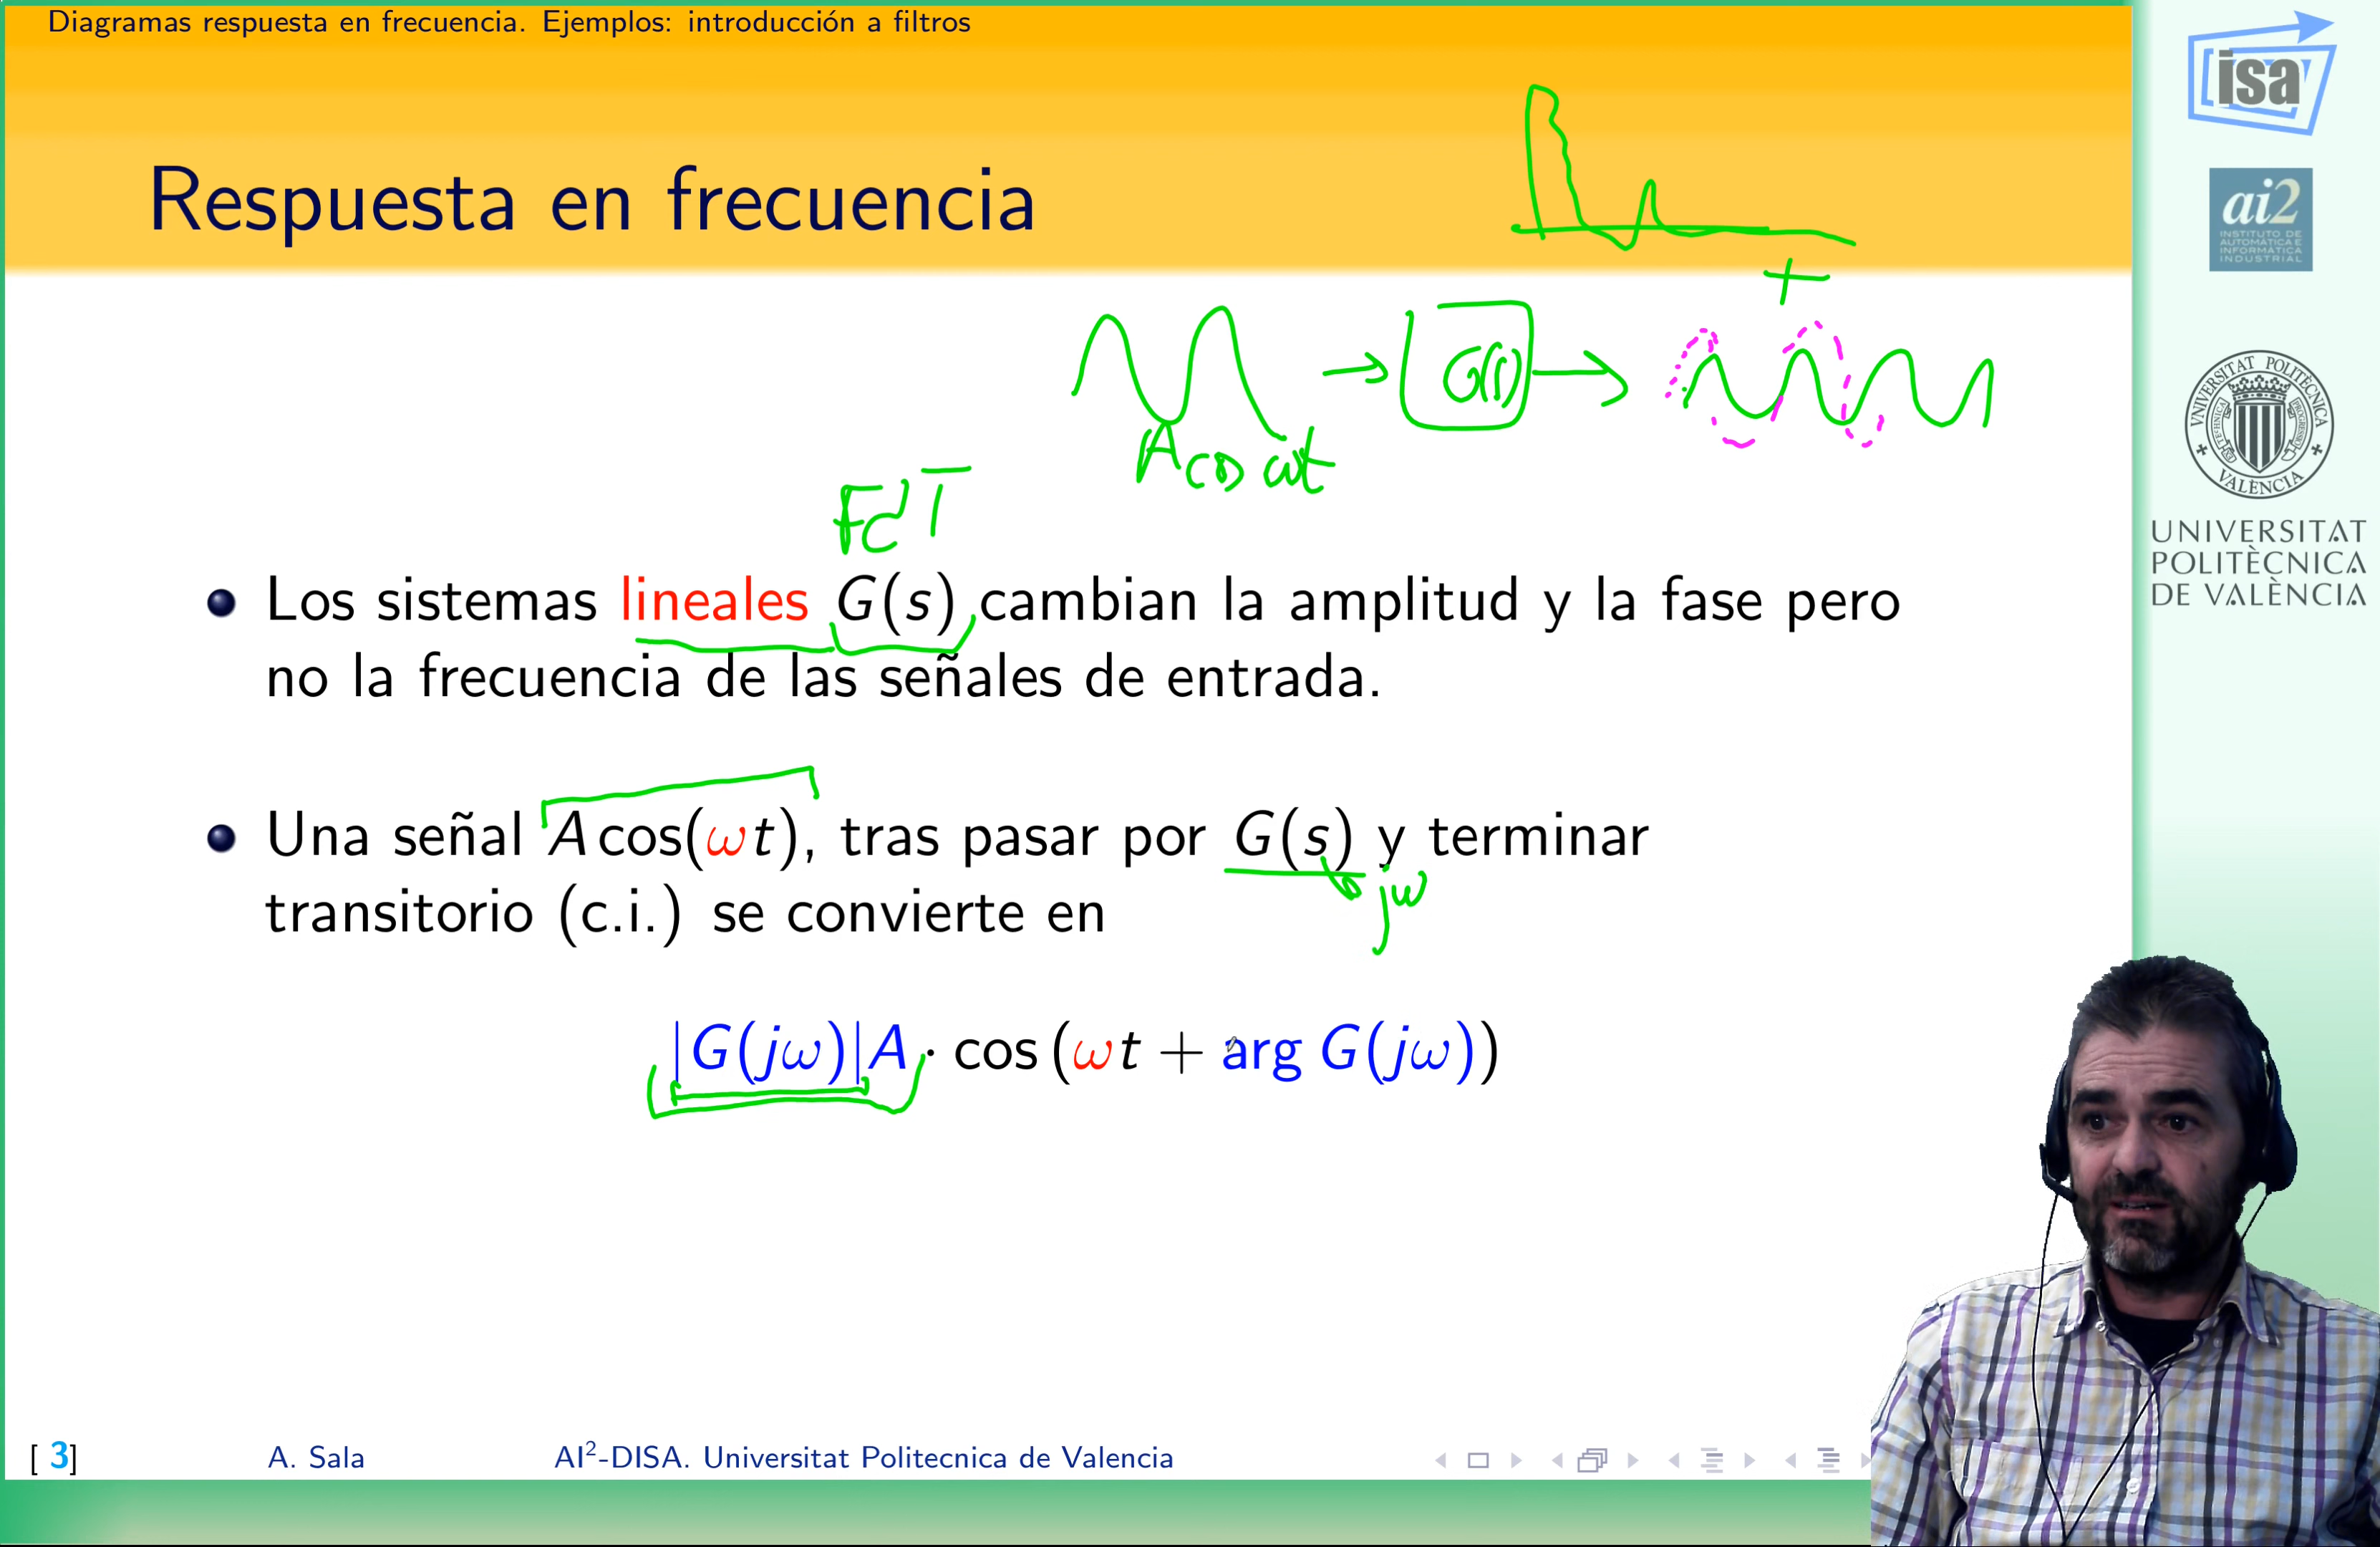 Diagramas respuesta en frecuencia. Ejemplos: introducción a filtros
Respuesta en frecuencia
+
G(s)
A cos ωt
FdT
Los sistemas lineales G(s) cambian la amplitud y la fase pero
no la frecuencia de las señales de entrada.
Una señal A cos(ωt), tras pasar por G(s) y terminar
jω
transitorio (c.i.) se convierte en
|G(jω)|A · cos (ωt + arg G(jω))
[ 3]
A. Sala
AI²-DISA. Universitat Politecnica de Valencia
isa
ai2
INSTITUTO DE
AUTOMÁTICA E
INFORMÁTICA
INDUSTRIAL
UNIVERSITAT POLITÈCNICA
VALÈNCIA
UNIVERSITAT
POLITÈCNICA
DE VALÈNCIA